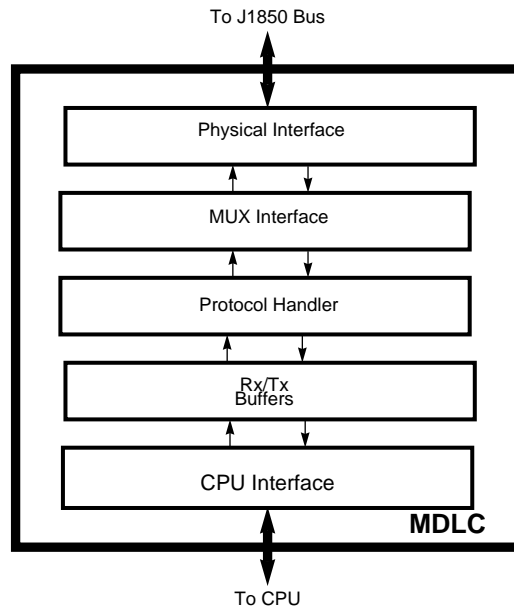 To J1850 Bus
Physical Interface
MUX Interface
Protocol Handler
Rx/Tx
Buffers
CPU Interface
MDLC
To CPU